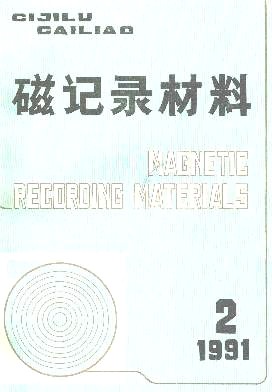 CIJILU
CAILIAO
磁记录材料
MAGNETIC
RECORDING MATERIALS
2
1991